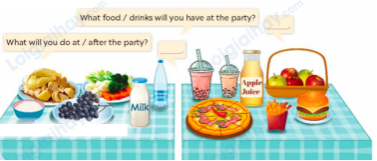 What food / drinks will you have at the party?
What will you do at / after the party?
Milk
Apple
Juice